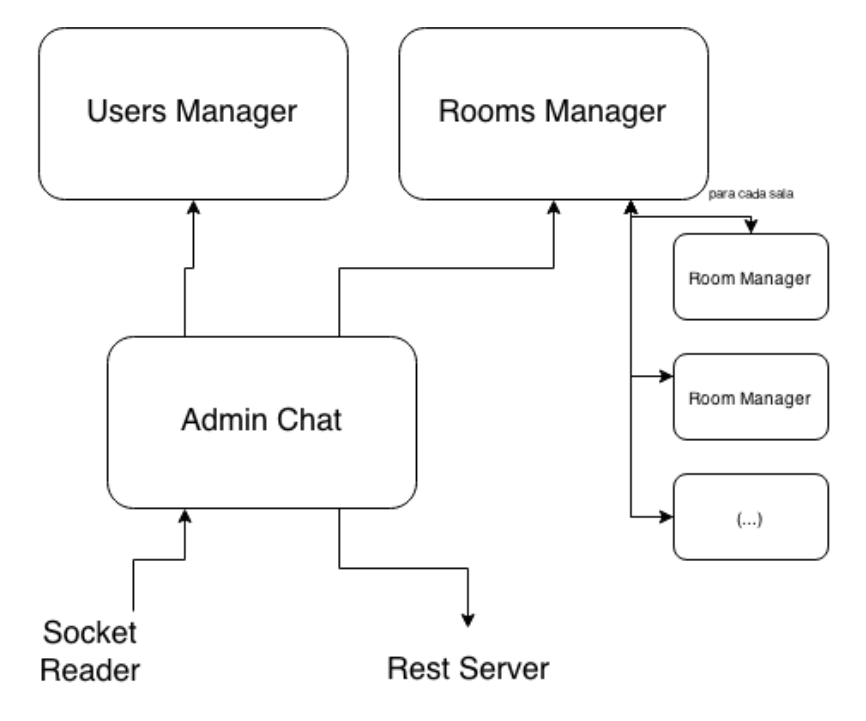 Users Manager
Rooms Manager
para cada sala
Room Manager
Room Manager
Admin Chat
(...)
Socket
Reader
Rest Server